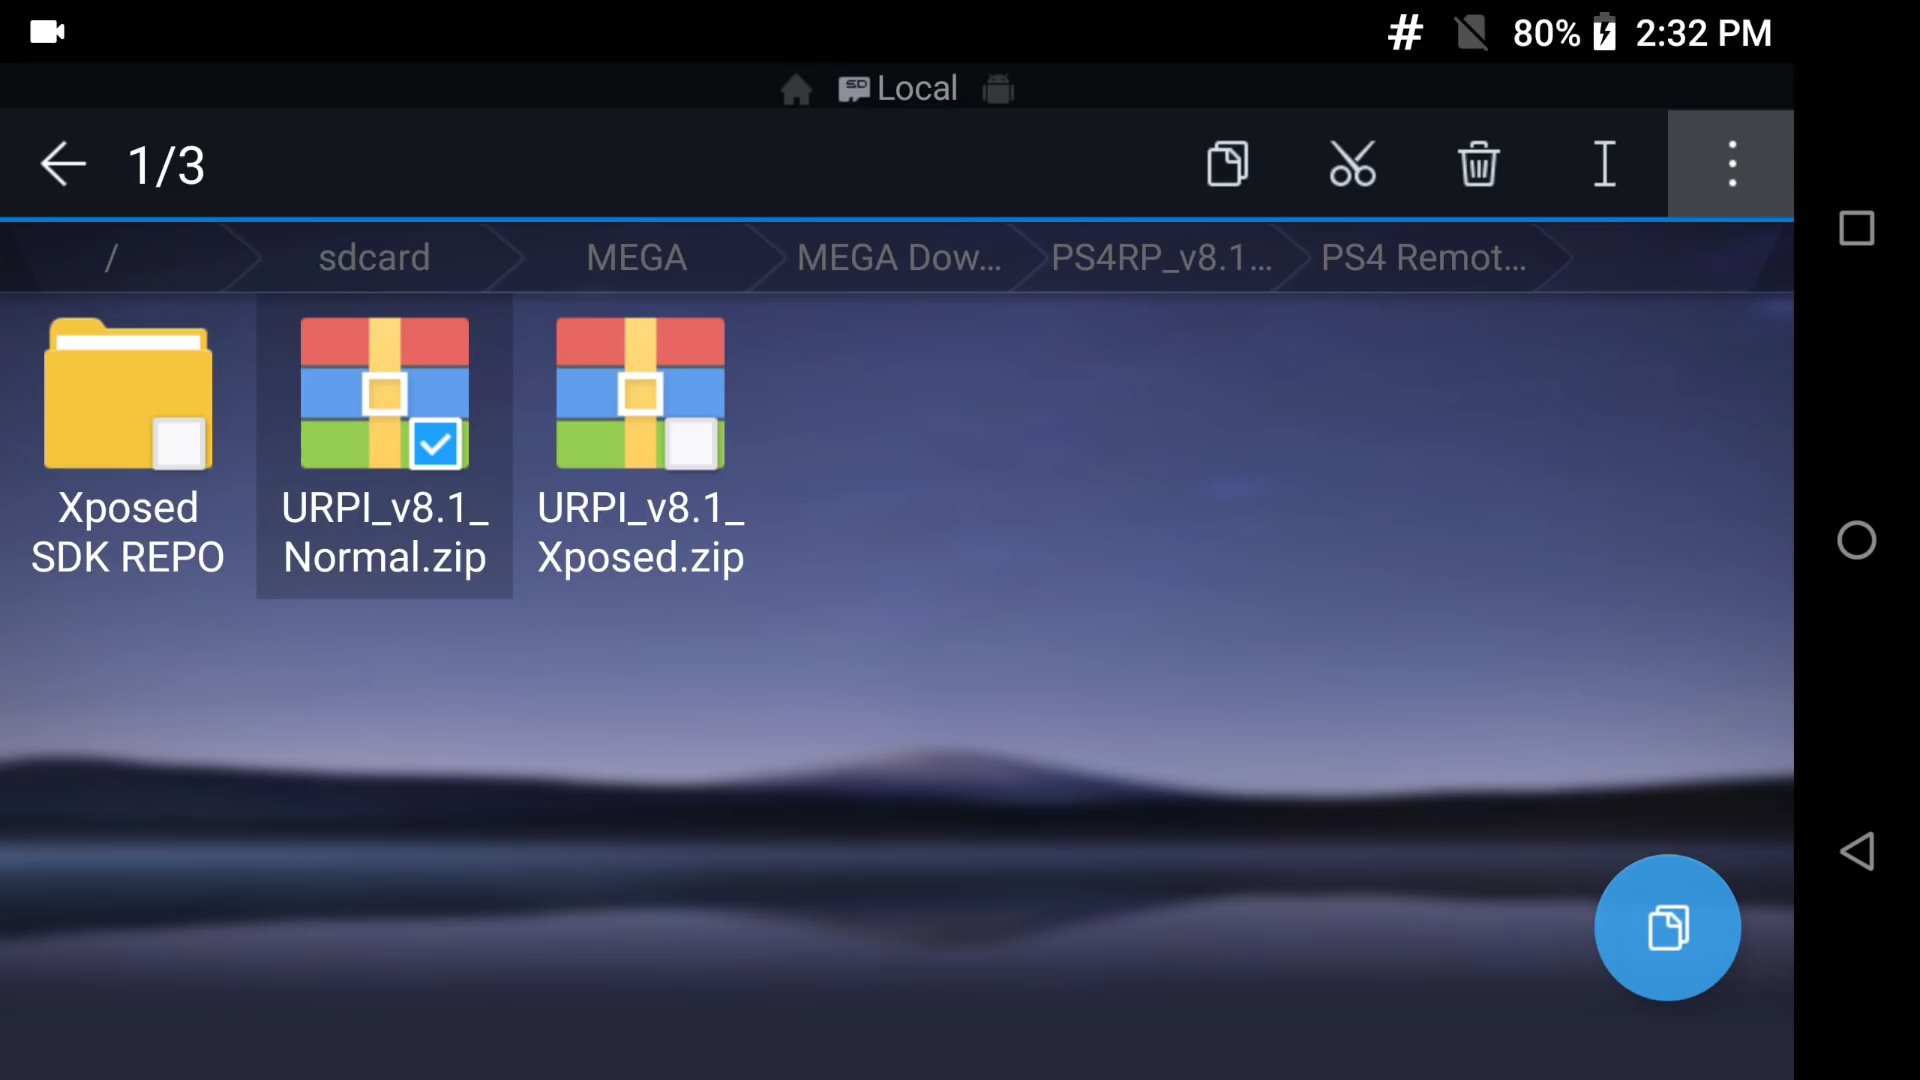 # 80% 2:32 PM
SD Local
1/3
/ sdcard MEGA MEGA Dow... PS4RP_v8.1... PS4 Remot...
Xposed
SDK REPO
URPI_v8.1_
Normal.zip
URPI_v8.1_
Xposed.zip